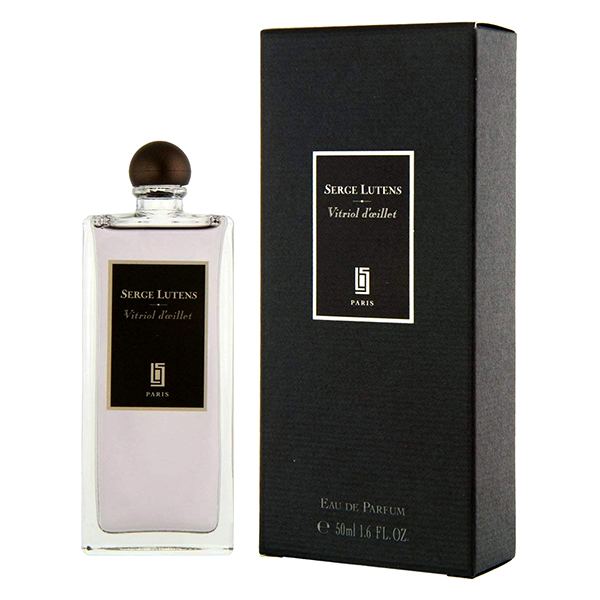 SERGE LUTENS
Vitriol d'œillet
PARIS
SERGE LUTENS
Vitriol d'œillet
PARIS
EAU DE PARFUM
℮ 50ml 1.6 FL.OZ.